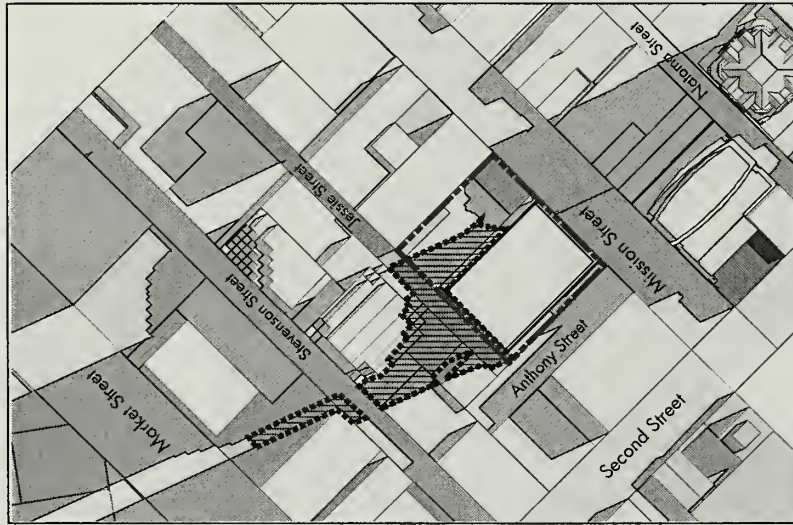 Natoma Street
Jessie Street
Stevenson Street
Market Street
Mission Street
Anthony Street
Second Street